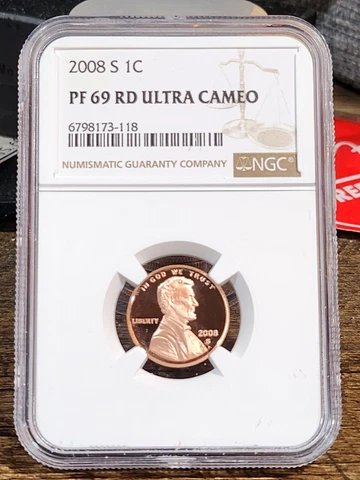 2008 S 1C
PF 69 RD ULTRA CAMEO
6798173-118
NUMISMATIC GUARANTY COMPANY
NGC
IN GOD WE TRUST
LIBERTY
2008
S